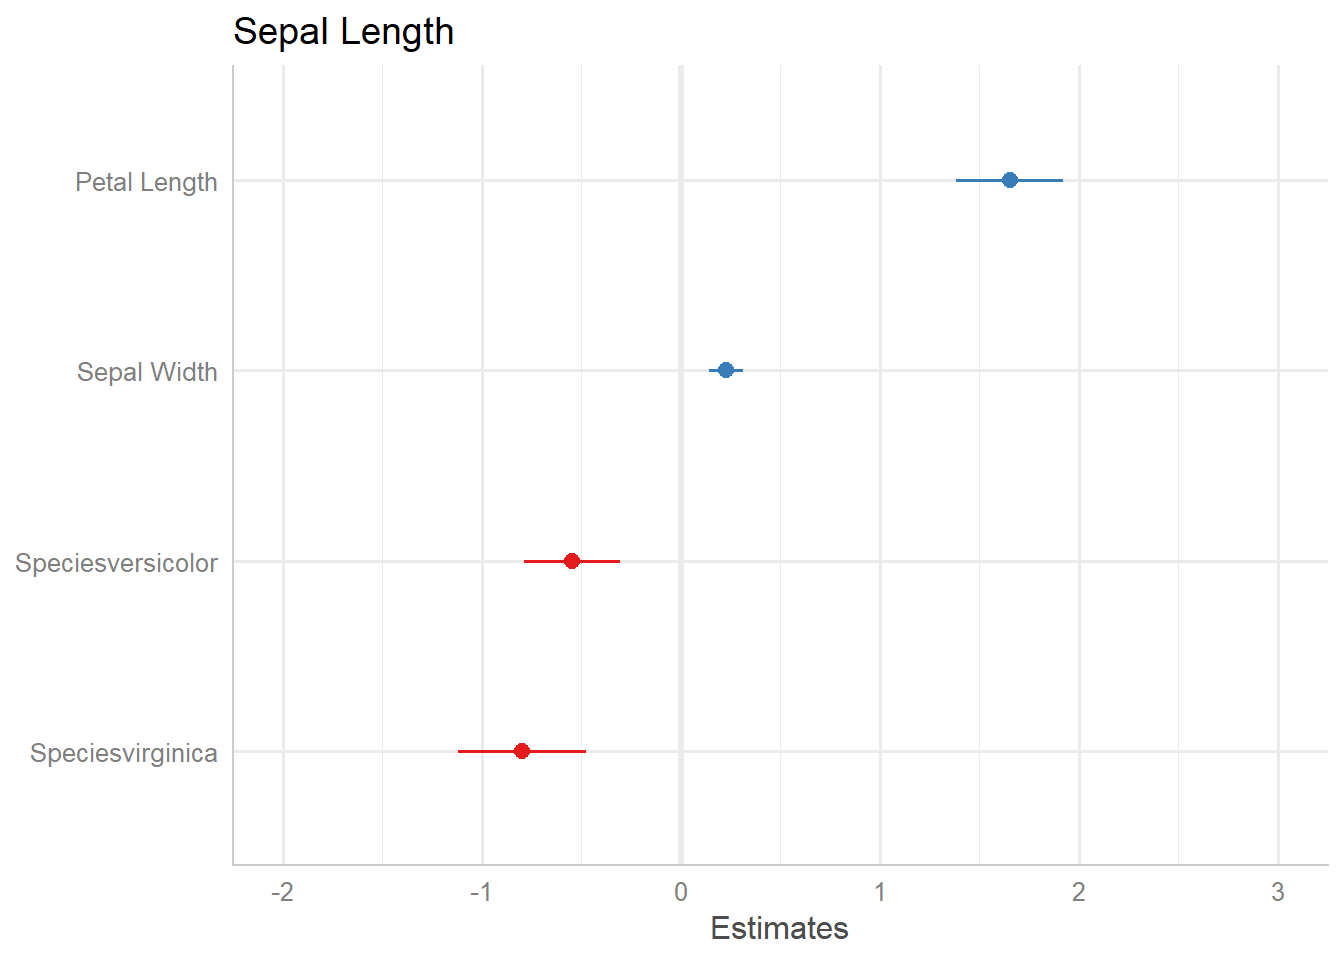 Sepal Length
Petal Length
Sepal Width
Speciesversicolor
Speciesvirginica
-2 -1 0 1 2 3
Estimates